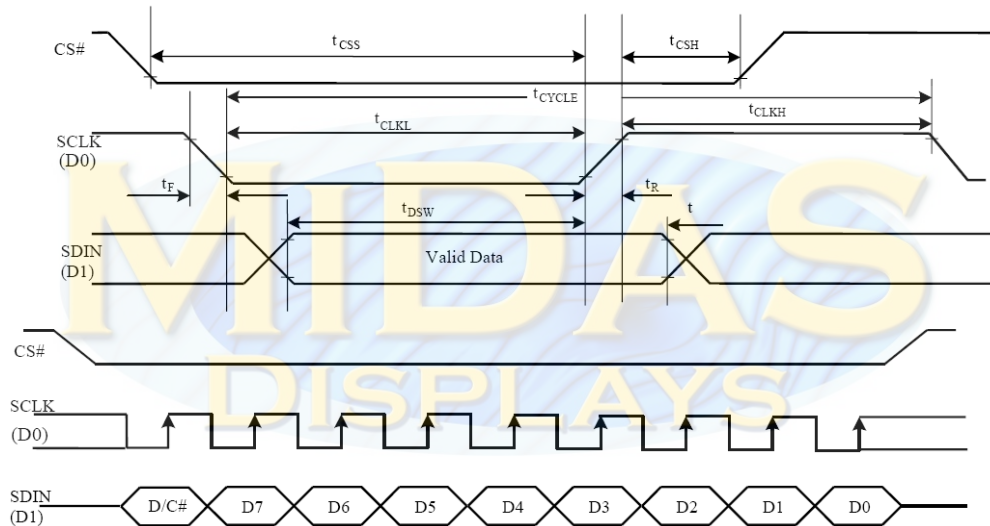 CS#
tCSS
tCSH
tCYCLE
tCLKL
tCLKH
SCLK
(D0)
tF
tR
tDSW
t
SDIN
(D1)
Valid Data
MIDAS
DISPLAYS
CS#
SCLK
(D0)
SDIN
(D1)
D/C# D7 D6 D5 D4 D3 D2 D1 D0